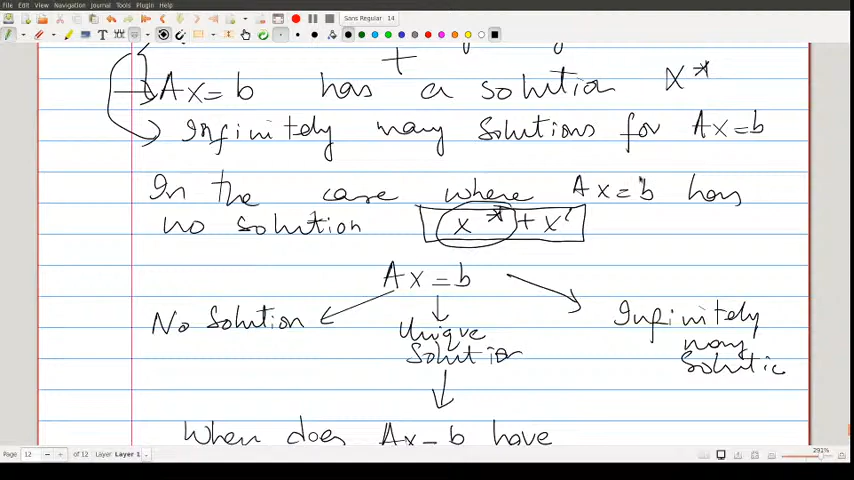 File Edit View Navigation Journal Tools Plugin Help
Sans Regular 14
+
Ax=b has a solution X*
Infinitely many solutions for Ax=b
In the case where Ax=b has
no solution x* + x'
Ax=b
No Solution Unique Solution Infinitely many Solutio
When does Ax=b have
Page 12 of 12 Layer Layer 1 291%